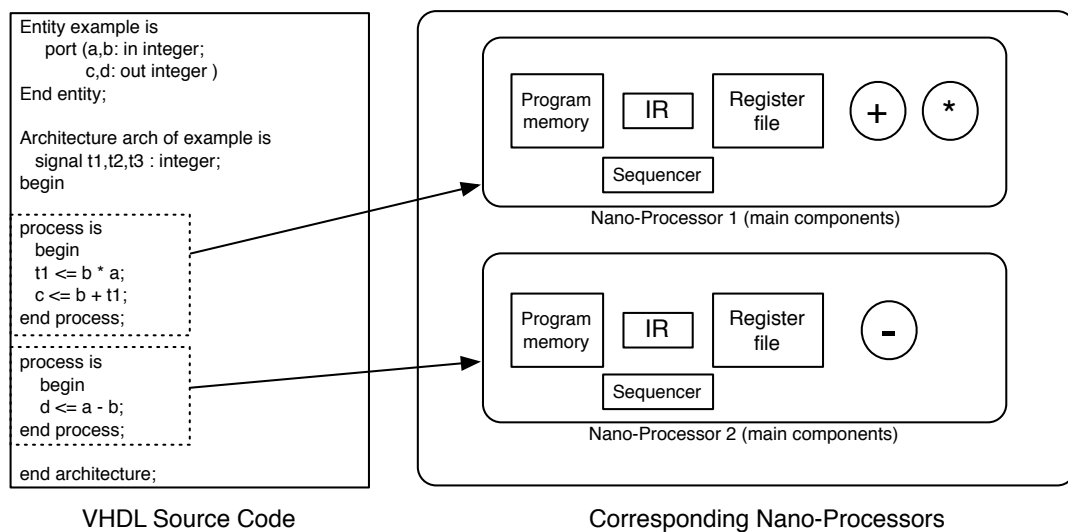 Entity example is
port (a,b: in integer;
c,d: out integer )
End entity;
Architecture arch of example is
signal t1,t2,t3 : integer;
begin
process is
begin
t1 <= b * a;
c <= b + t1;
end process;
process is
begin
d <= a - b;
end process;
end architecture;
VHDL Source Code
Program
memory
IR
Register
file
+
*
Sequencer
Nano-Processor 1 (main components)
Program
memory
IR
Register
file
-
Sequencer
Nano-Processor 2 (main components)
Corresponding Nano-Processors